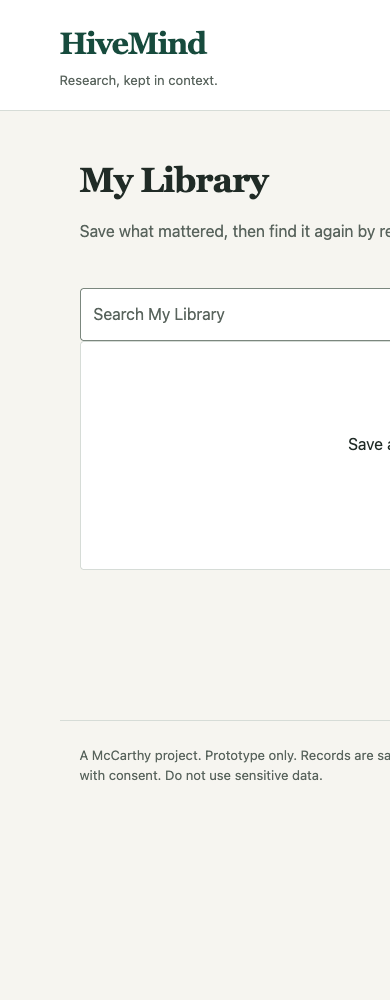 HiveMind
Research, kept in context.
My Library
Save what mattered, then find it again by re
Search My Library
Save a
A McCarthy project. Prototype only. Records are sa
with consent. Do not use sensitive data.